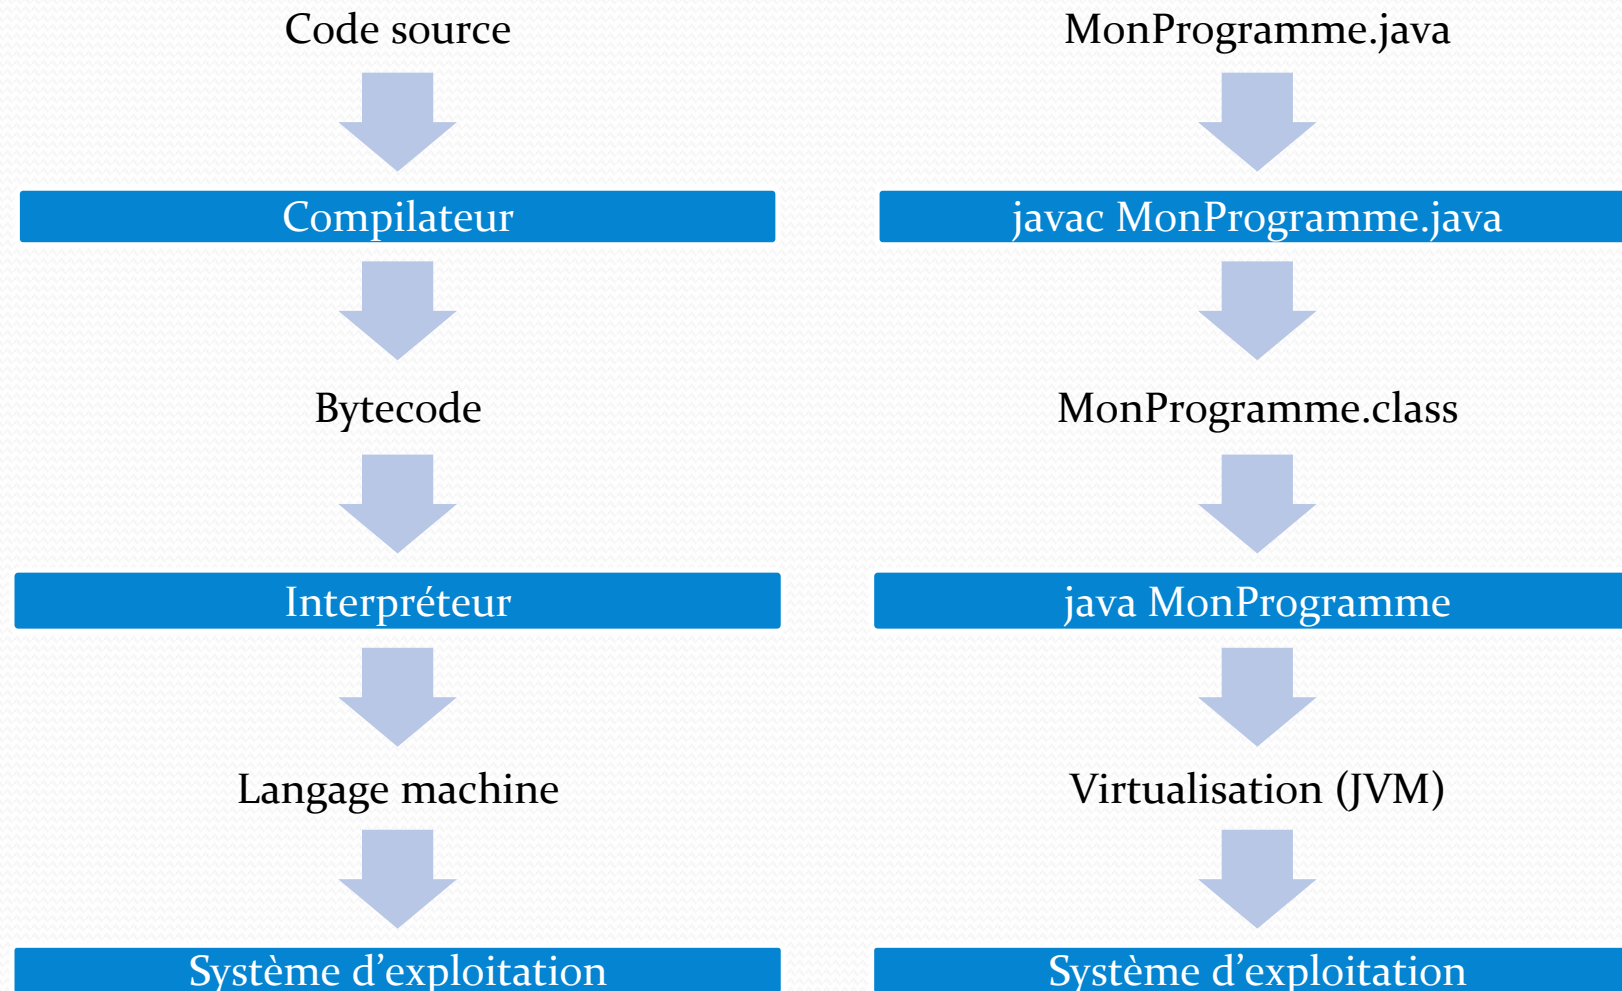 Code source
MonProgramme.java
Compilateur
javac MonProgramme.java
Bytecode
MonProgramme.class
Interpréteur
java MonProgramme
Langage machine
Virtualisation (JVM)
Système d’exploitation
Système d’exploitation